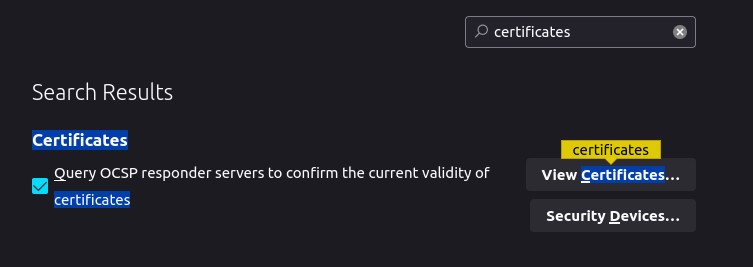 certificates
Search Results
Certificates
Query OCSP responder servers to confirm the current validity of
certificates
certificates
View Certificates...
Security Devices...